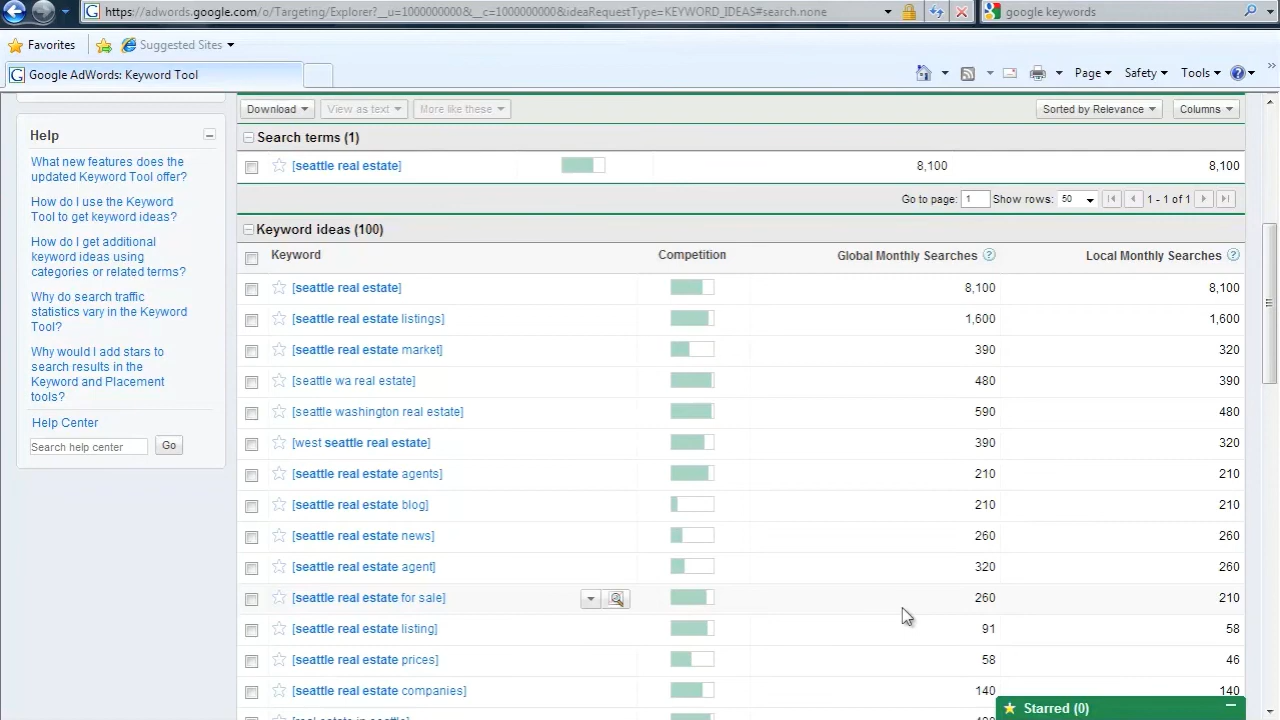 https://adwords.google.com/o/Targeting/Explorer?__u=1000000000&__c=1000000000&ideaRequestType=KEYWORD_IDEAS#search.none
google keywords
Favorites
Suggested Sites
Google AdWords: Keyword Tool
Page
Safety
Tools
Download
View as text
More like these
Sorted by Relevance
Columns
Help
What new features does the
updated Keyword Tool offer?
How do I use the Keyword
Tool to get keyword ideas?
How do I get additional
keyword ideas using
categories or related terms?
Why do search traffic
statistics vary in the Keyword
Tool?
Why would I add stars to
search results in the
Keyword and Placement
tools?
Help Center
Search help center
Go
Search terms (1)
[seattle real estate] 8,100 8,100
Go to page: 1 Show rows: 50 1 - 1 of 1
Keyword ideas (100)
Keyword Competition Global Monthly Searches ? Local Monthly Searches ?
[seattle real estate] 8,100 8,100
[seattle real estate listings] 1,600 1,600
[seattle real estate market] 390 320
[seattle wa real estate] 480 390
[seattle washington real estate] 590 480
[west seattle real estate] 390 320
[seattle real estate agents] 210 210
[seattle real estate blog] 210 210
[seattle real estate news] 260 260
[seattle real estate agent] 320 260
[seattle real estate for sale] 260 210
[seattle real estate listing] 91 58
[seattle real estate prices] 58 46
[seattle real estate companies] 140 140
[real estate in seattle]
Starred (0)